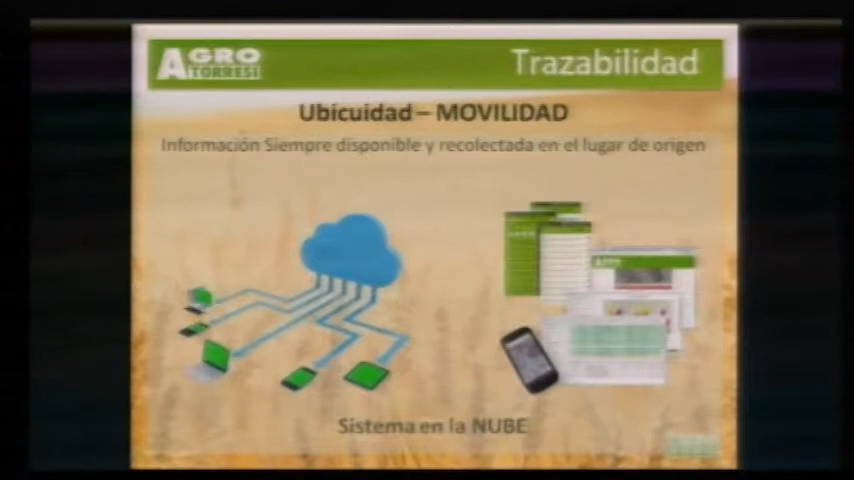 AGRO
TORRESI
Trazabilidad
Ubicuidad – MOVILIDAD
Información Siempre disponible y recolectada en el lugar de origen
Sistema en la NUBE